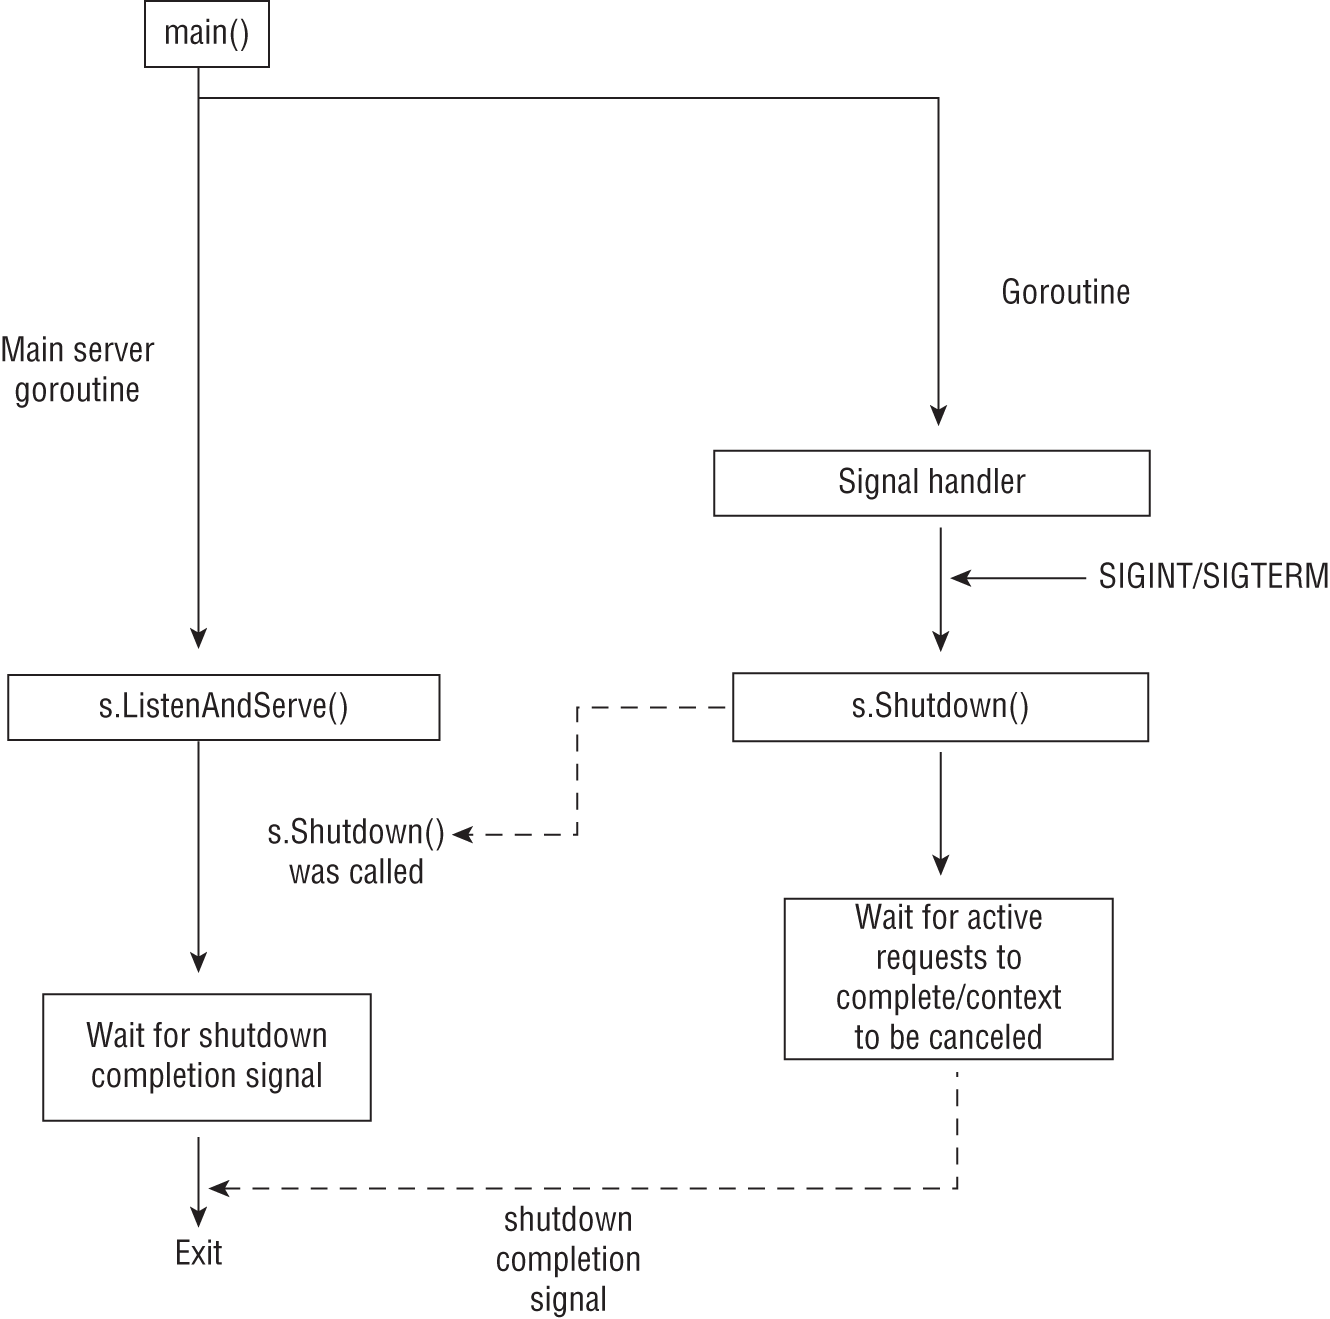 main()
Goroutine
Main server
goroutine
Signal handler
SIGINT/SIGTERM
s.ListenAndServe()
s.Shutdown()
s.Shutdown()
was called
Wait for active
requests to
complete/context
to be canceled
Wait for shutdown
completion signal
shutdown
completion
signal
Exit